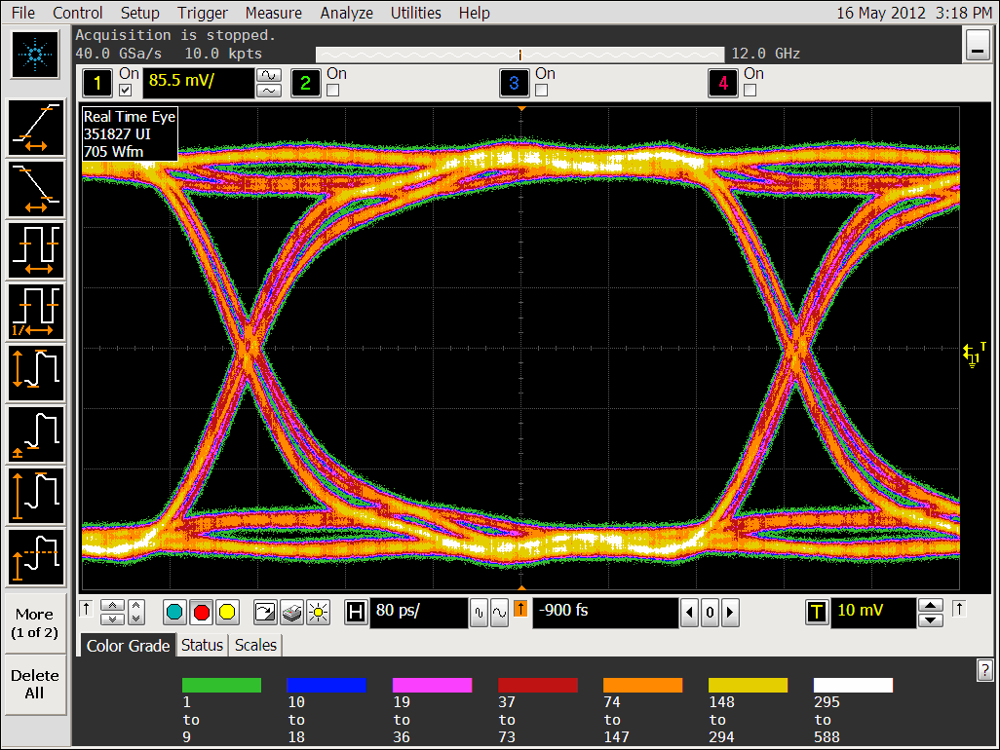 File Control Setup Trigger Measure Analyze Utilities Help 16 May 2012 3:18 PM
Acquisition is stopped.
40.0 GSa/s 10.0 kpts 12.0 GHz
1 On 85.5 mV/ 2 On 3 On 4 On
Real Time Eye
351827 UI
705 Wfm
T
1
1/
More
(1 of 2)
Delete
All
H 80 ps/ -900 fs 0 T 10 mV
Color Grade Status Scales
?
1 10 19 37 74 148 295
to to to to to to to
9 18 36 73 147 294 588